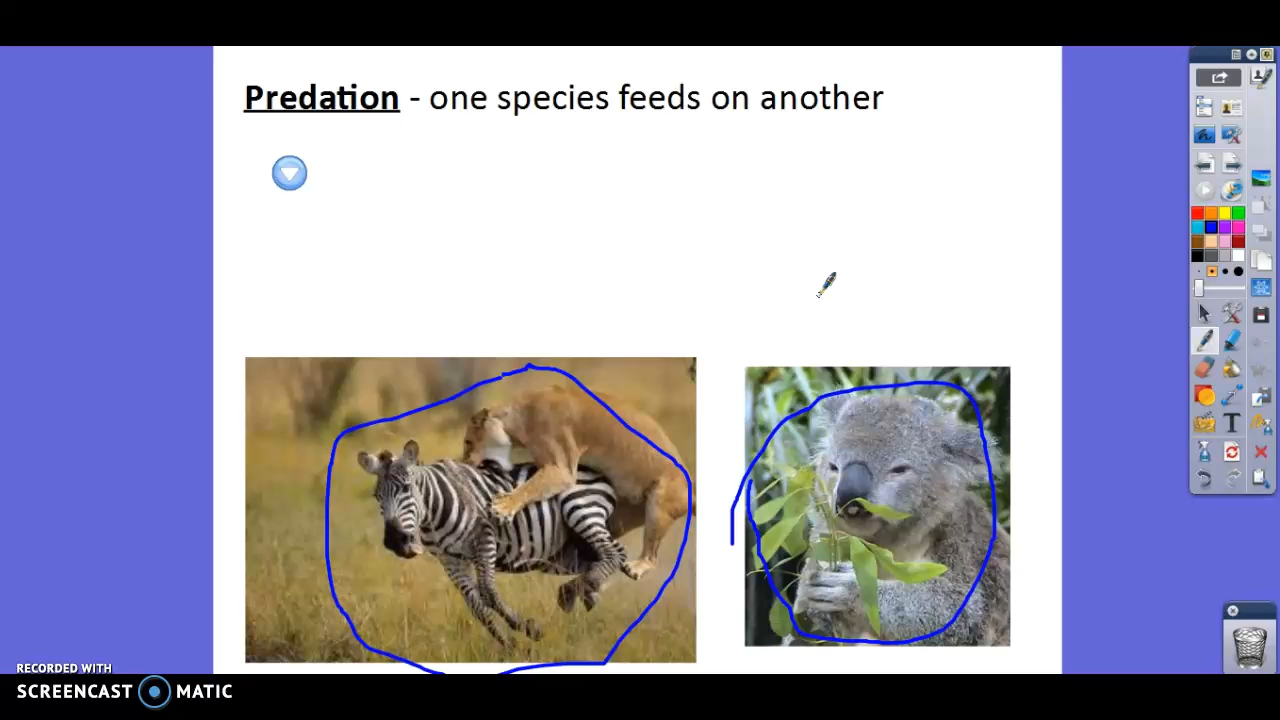 Predation - one species feeds on another
RECORDED WITH
SCREENCAST MATIC